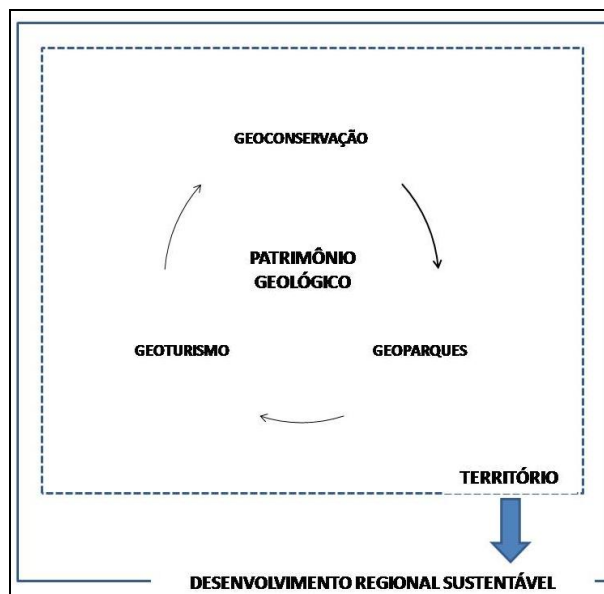 GEOCONSERVAÇÃO
PATRIMÔNIO
GEOLÓGICO
GEOTURISMO
GEOPARQUES
TERRITÓRIO
DESENVOLVIMENTO REGIONAL SUSTENTÁVEL